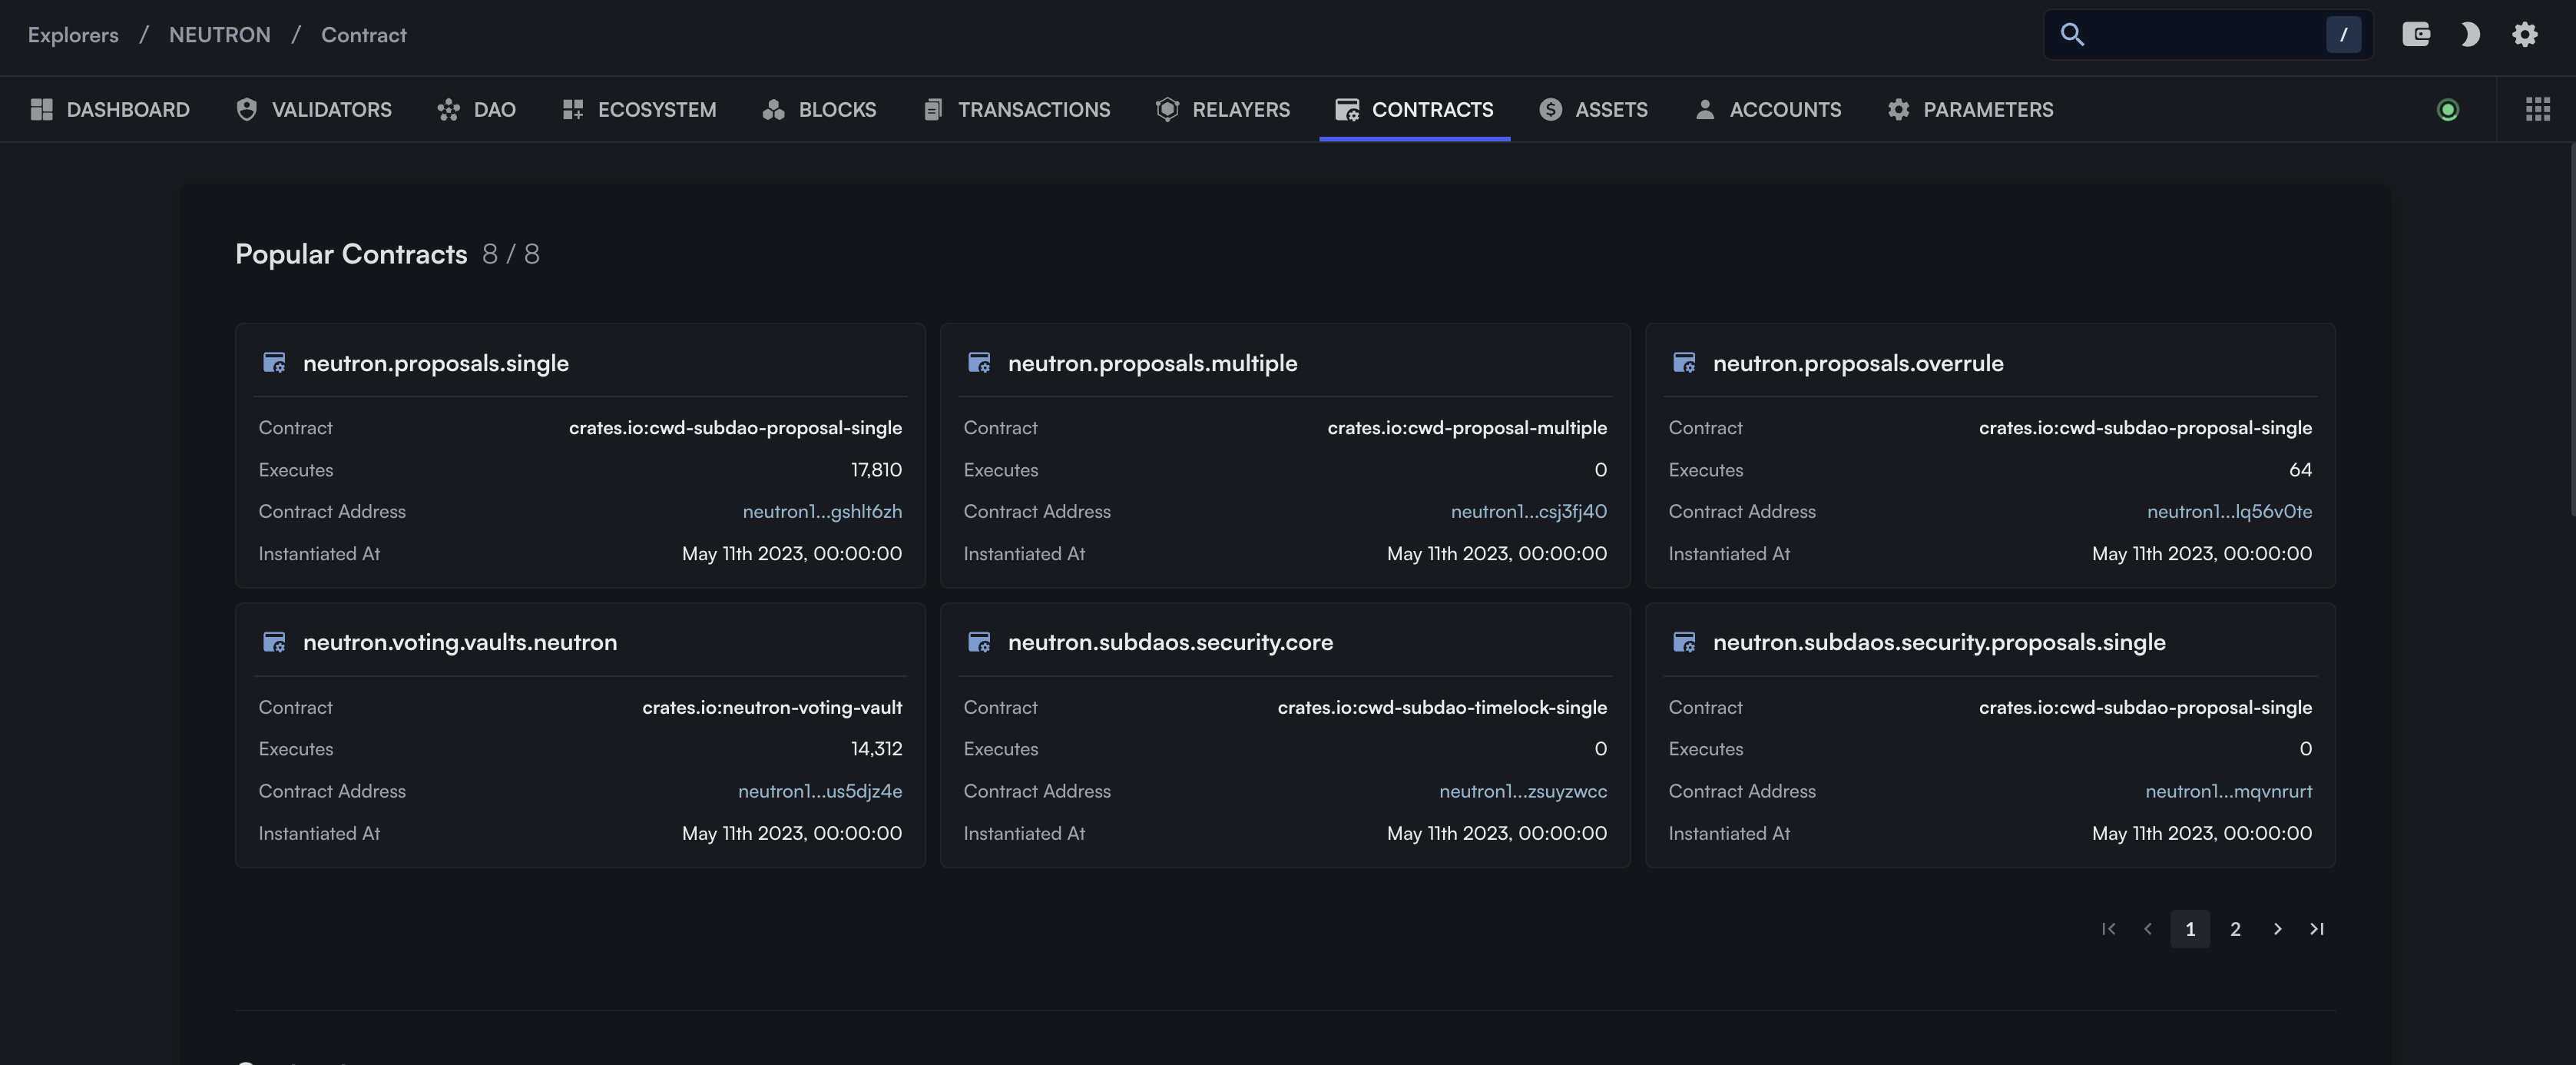 Explorers / NEUTRON / Contract
/
DASHBOARD VALIDATORS DAO ECOSYSTEM BLOCKS TRANSACTIONS RELAYERS CONTRACTS ASSETS ACCOUNTS PARAMETERS
Popular Contracts 8 / 8
neutron.proposals.single
Contract crates.io:cwd-subdao-proposal-single
Executes 17,810
Contract Address neutron1...gshlt6zh
Instantiated At May 11th 2023, 00:00:00
neutron.proposals.multiple
Contract crates.io:cwd-proposal-multiple
Executes 0
Contract Address neutron1...csj3fj40
Instantiated At May 11th 2023, 00:00:00
neutron.proposals.overrule
Contract crates.io:cwd-subdao-proposal-single
Executes 64
Contract Address neutron1...lq56v0te
Instantiated At May 11th 2023, 00:00:00
neutron.voting.vaults.neutron
Contract crates.io:neutron-voting-vault
Executes 14,312
Contract Address neutron1...us5djz4e
Instantiated At May 11th 2023, 00:00:00
neutron.subdaos.security.core
Contract crates.io:cwd-subdao-timelock-single
Executes 0
Contract Address neutron1...zsuyzwcc
Instantiated At May 11th 2023, 00:00:00
neutron.subdaos.security.proposals.single
Contract crates.io:cwd-subdao-proposal-single
Executes 0
Contract Address neutron1...mqvnrurt
Instantiated At May 11th 2023, 00:00:00
1 2